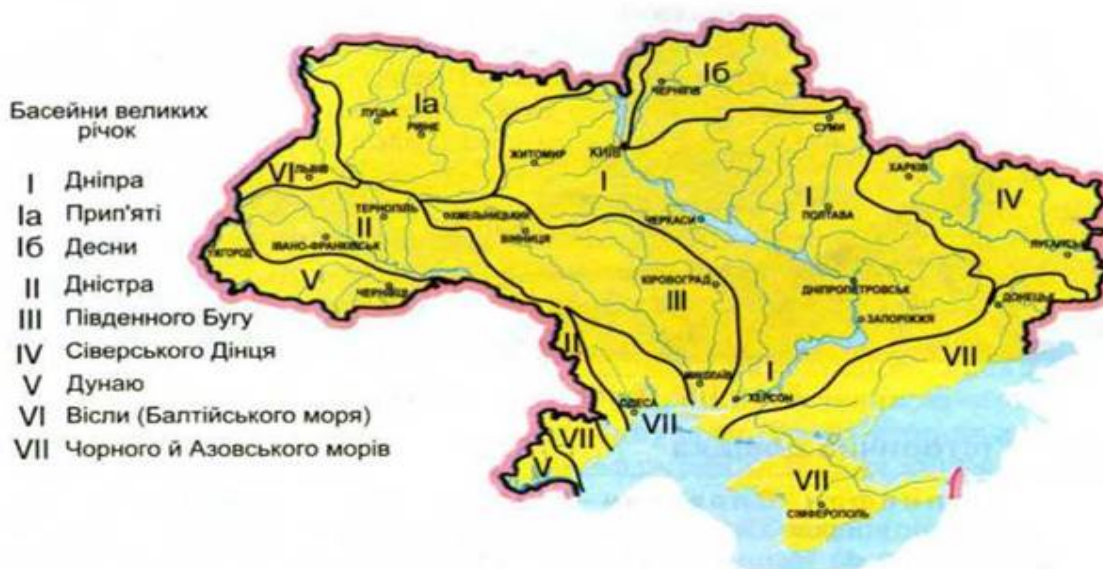 Басейни великих
річок
I Дніпра
Iа Прип'яті
Iб Десни
II Дністра
III Південного Бугу
IV Сіверського Дінця
V Дунаю
VI Вісли (Балтійського моря)
VII Чорного й Азовського морів
Iб
ЧЕРНІГІВ
Iа
ЛУЦЬК
РІВНЕ
СУМИ
КИЇВ
ЖИТОМИР
VI
ЛЬВІВ
I
ХАРКІВ
IV
I
ПОЛТАВА
ТЕРНОПІЛЬ
ХМЕЛЬНИЦЬКИЙ
ЧЕРКАСИ
II
ВІННИЦЯ
ІВАНО-ФРАНКІВСЬК
УЖГОРОД
ЛУГАНСЬК
V
ЧЕРНІВЦІ
КІРОВОГРАД
III
ДНІПРОПЕТРОВСЬК
ДОНЕЦЬК
ЗАПОРІЖЖЯ
II
VII
МИКОЛАЇВ
I
ХЕРСОН
ОДЕСА
VII
VII
V
VII
СІМФЕРОПОЛЬ